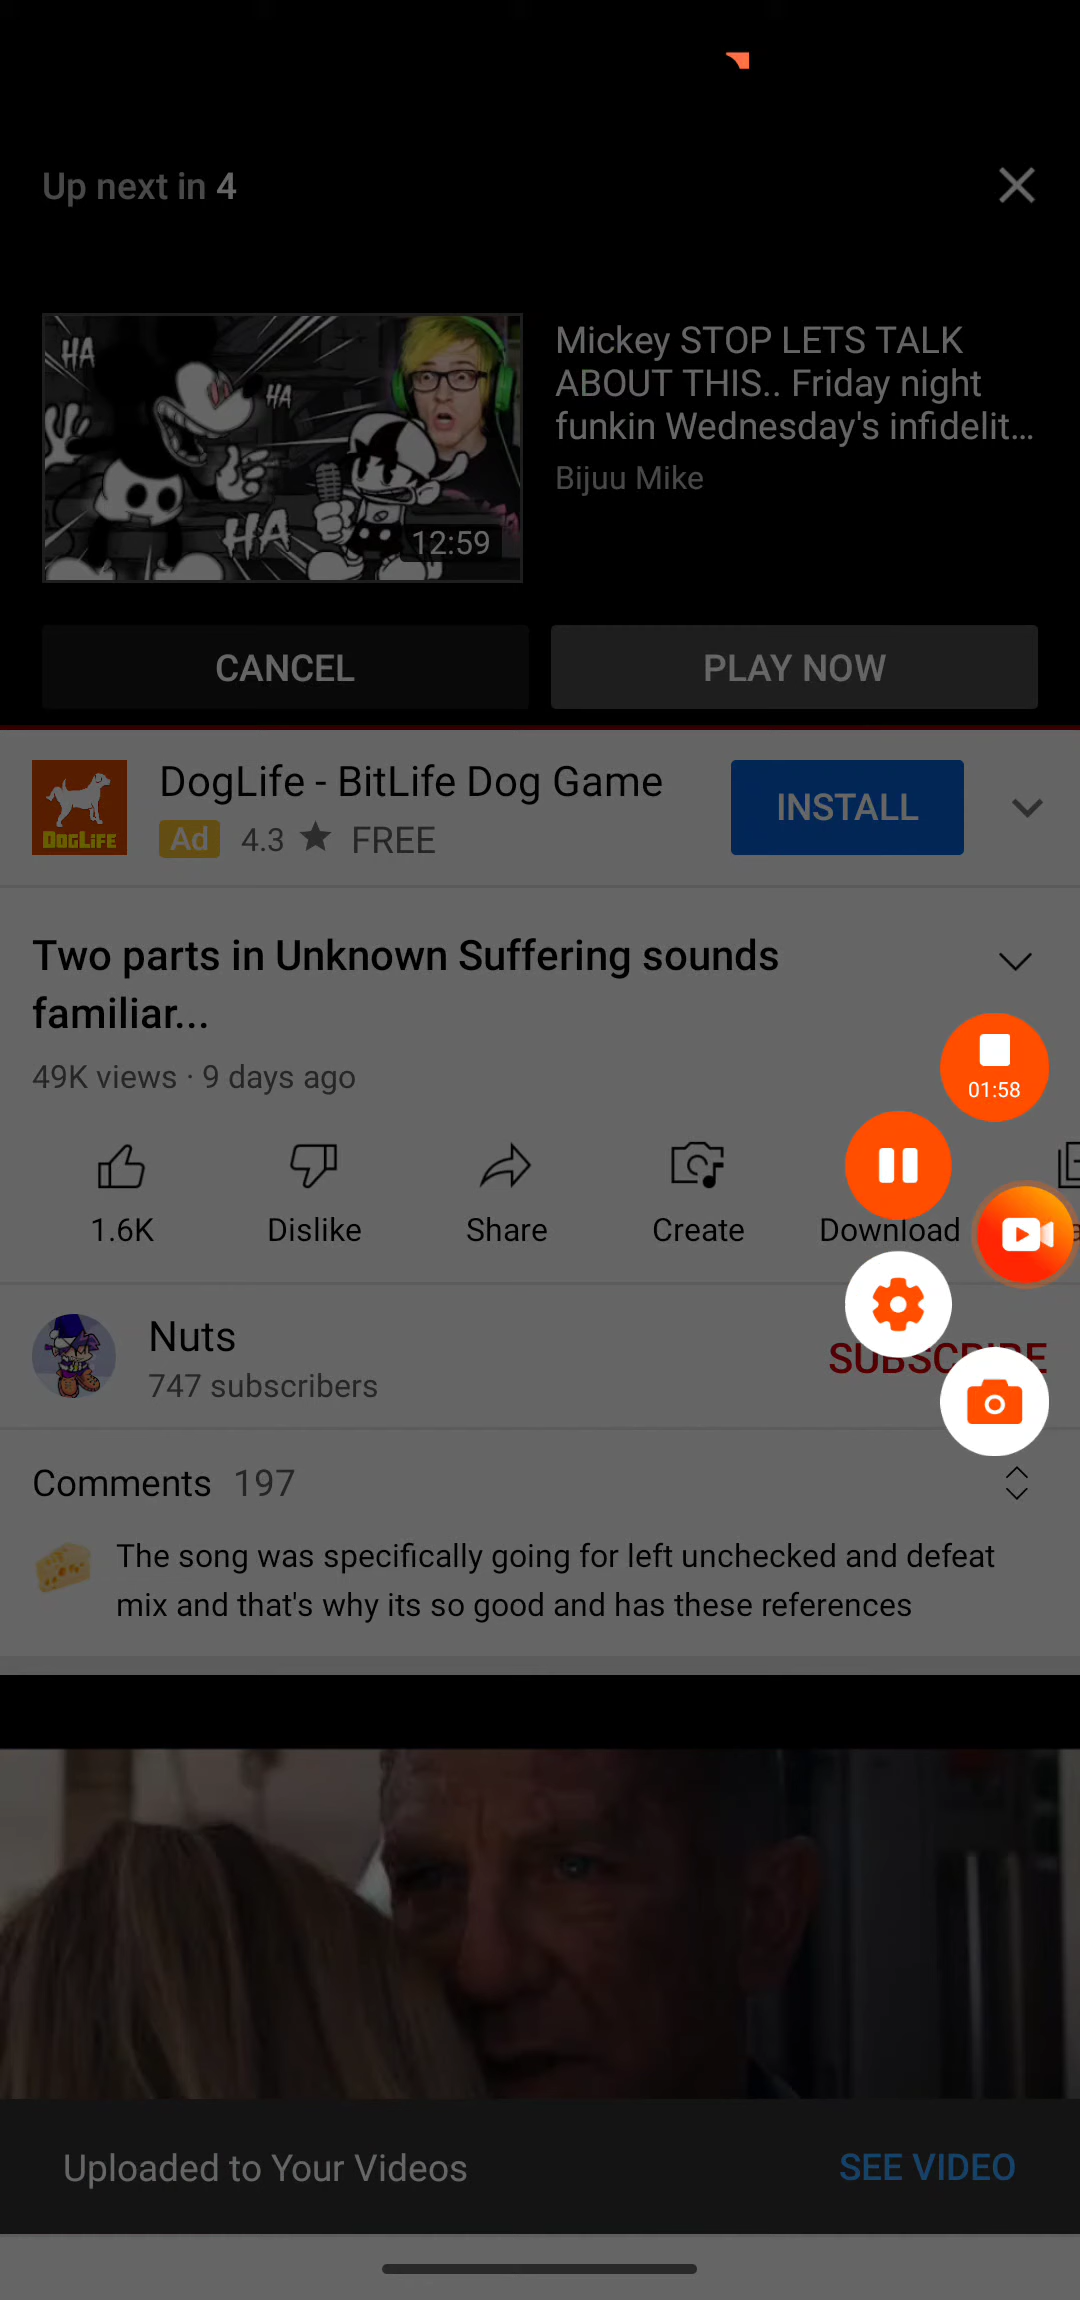 Up next in 4
HA
HA
HA
12:59
Mickey STOP LETS TALK
ABOUT THIS.. Friday night
funkin Wednesday's infidelit...
Bijuu Mike
CANCEL
PLAY NOW
DOGLIFE
DogLife - BitLife Dog Game
Ad 4.3 ★ FREE
INSTALL
Two parts in Unknown Suffering sounds
familiar...
49K views · 9 days ago
01:58
1.6K
Dislike
Share
Create
Download
Nuts
747 subscribers
SUBSCRIBE
Comments 197
The song was specifically going for left unchecked and defeat
mix and that's why its so good and has these references
Uploaded to Your Videos
SEE VIDEO